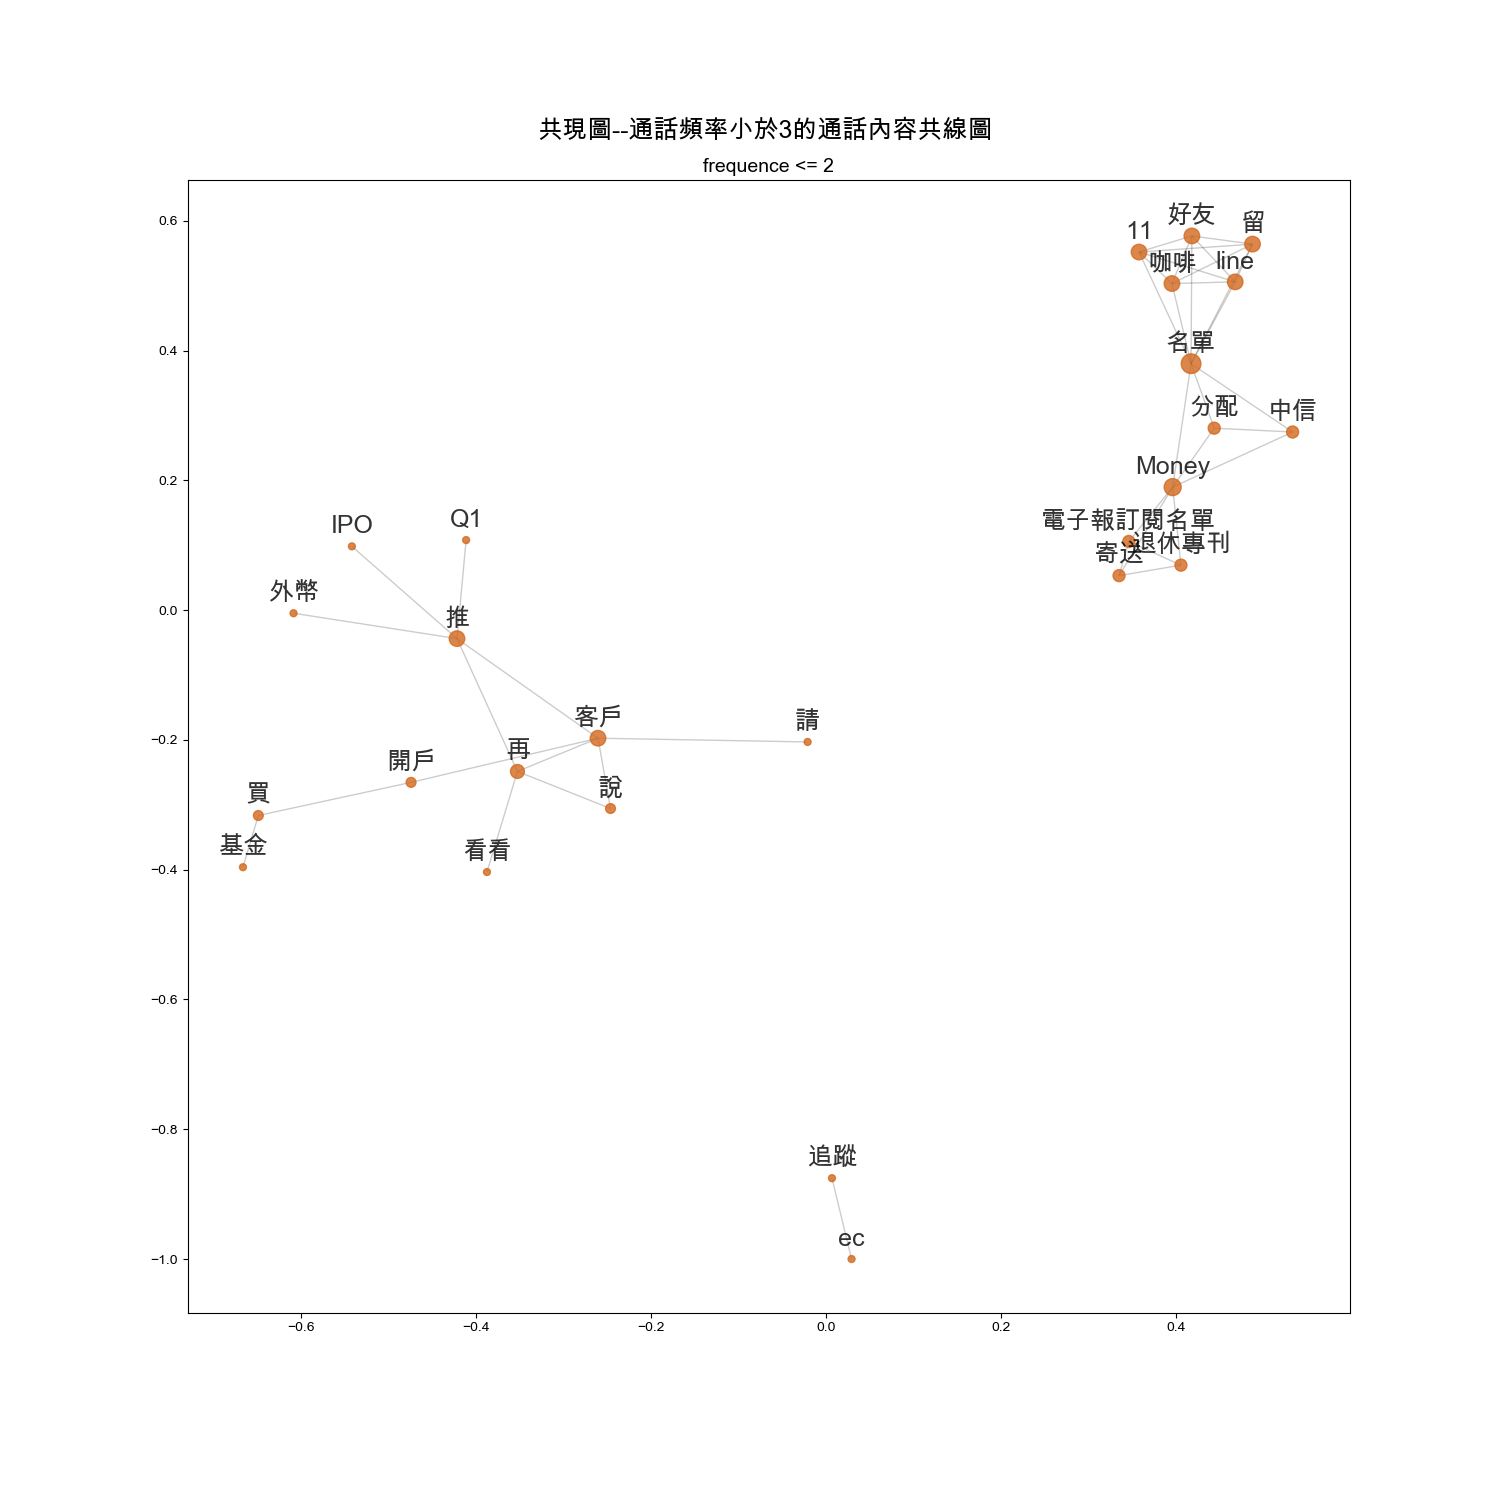 共現圖--通話頻率小於3的通話內容共線圖
frequence <= 2
0.6
0.4
0.2
0.0
−0.2
−0.4
−0.6
−0.8
−1.0
好友
留
11
咖啡
line
名單
分配
中信
Money
電子報訂閱名單
退休專刊
寄送
IPO
Q1
外幣
推
客戶
請
再
開戶
說
買
基金
看看
追蹤
ec
−0.6
−0.4
−0.2
0.0
0.2
0.4